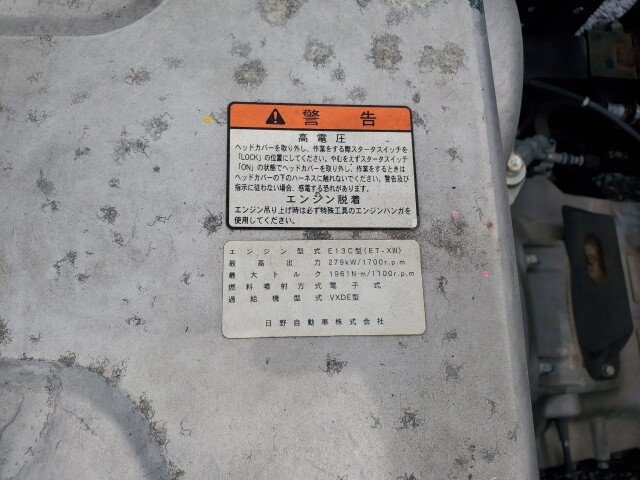 警告
高電圧
ヘッドカバーを取り外し、作業をする際スタータスイッチを
「LOCK」の位置にしてください。やむをえずスタータスイッチ
「ON」の状態でヘッドカバーを取り外し、作業をするときは
ヘッドカバーの下のハーネスに触れないでください。警告及び
指示に従わない場合、感電する恐れがあります。
エンジン脱着
エンジン吊り上げ時は必ず特殊工具のエンジンハンガを
使用してください。
エンジン型式 E13C型(ET-XIII)
最高出力 279kW/1700r.p.m
最大トルク 1961N·m/1100r.p.m
燃料噴射方式 電子式
過給機型式 VXDE型
日野自動車株式会社